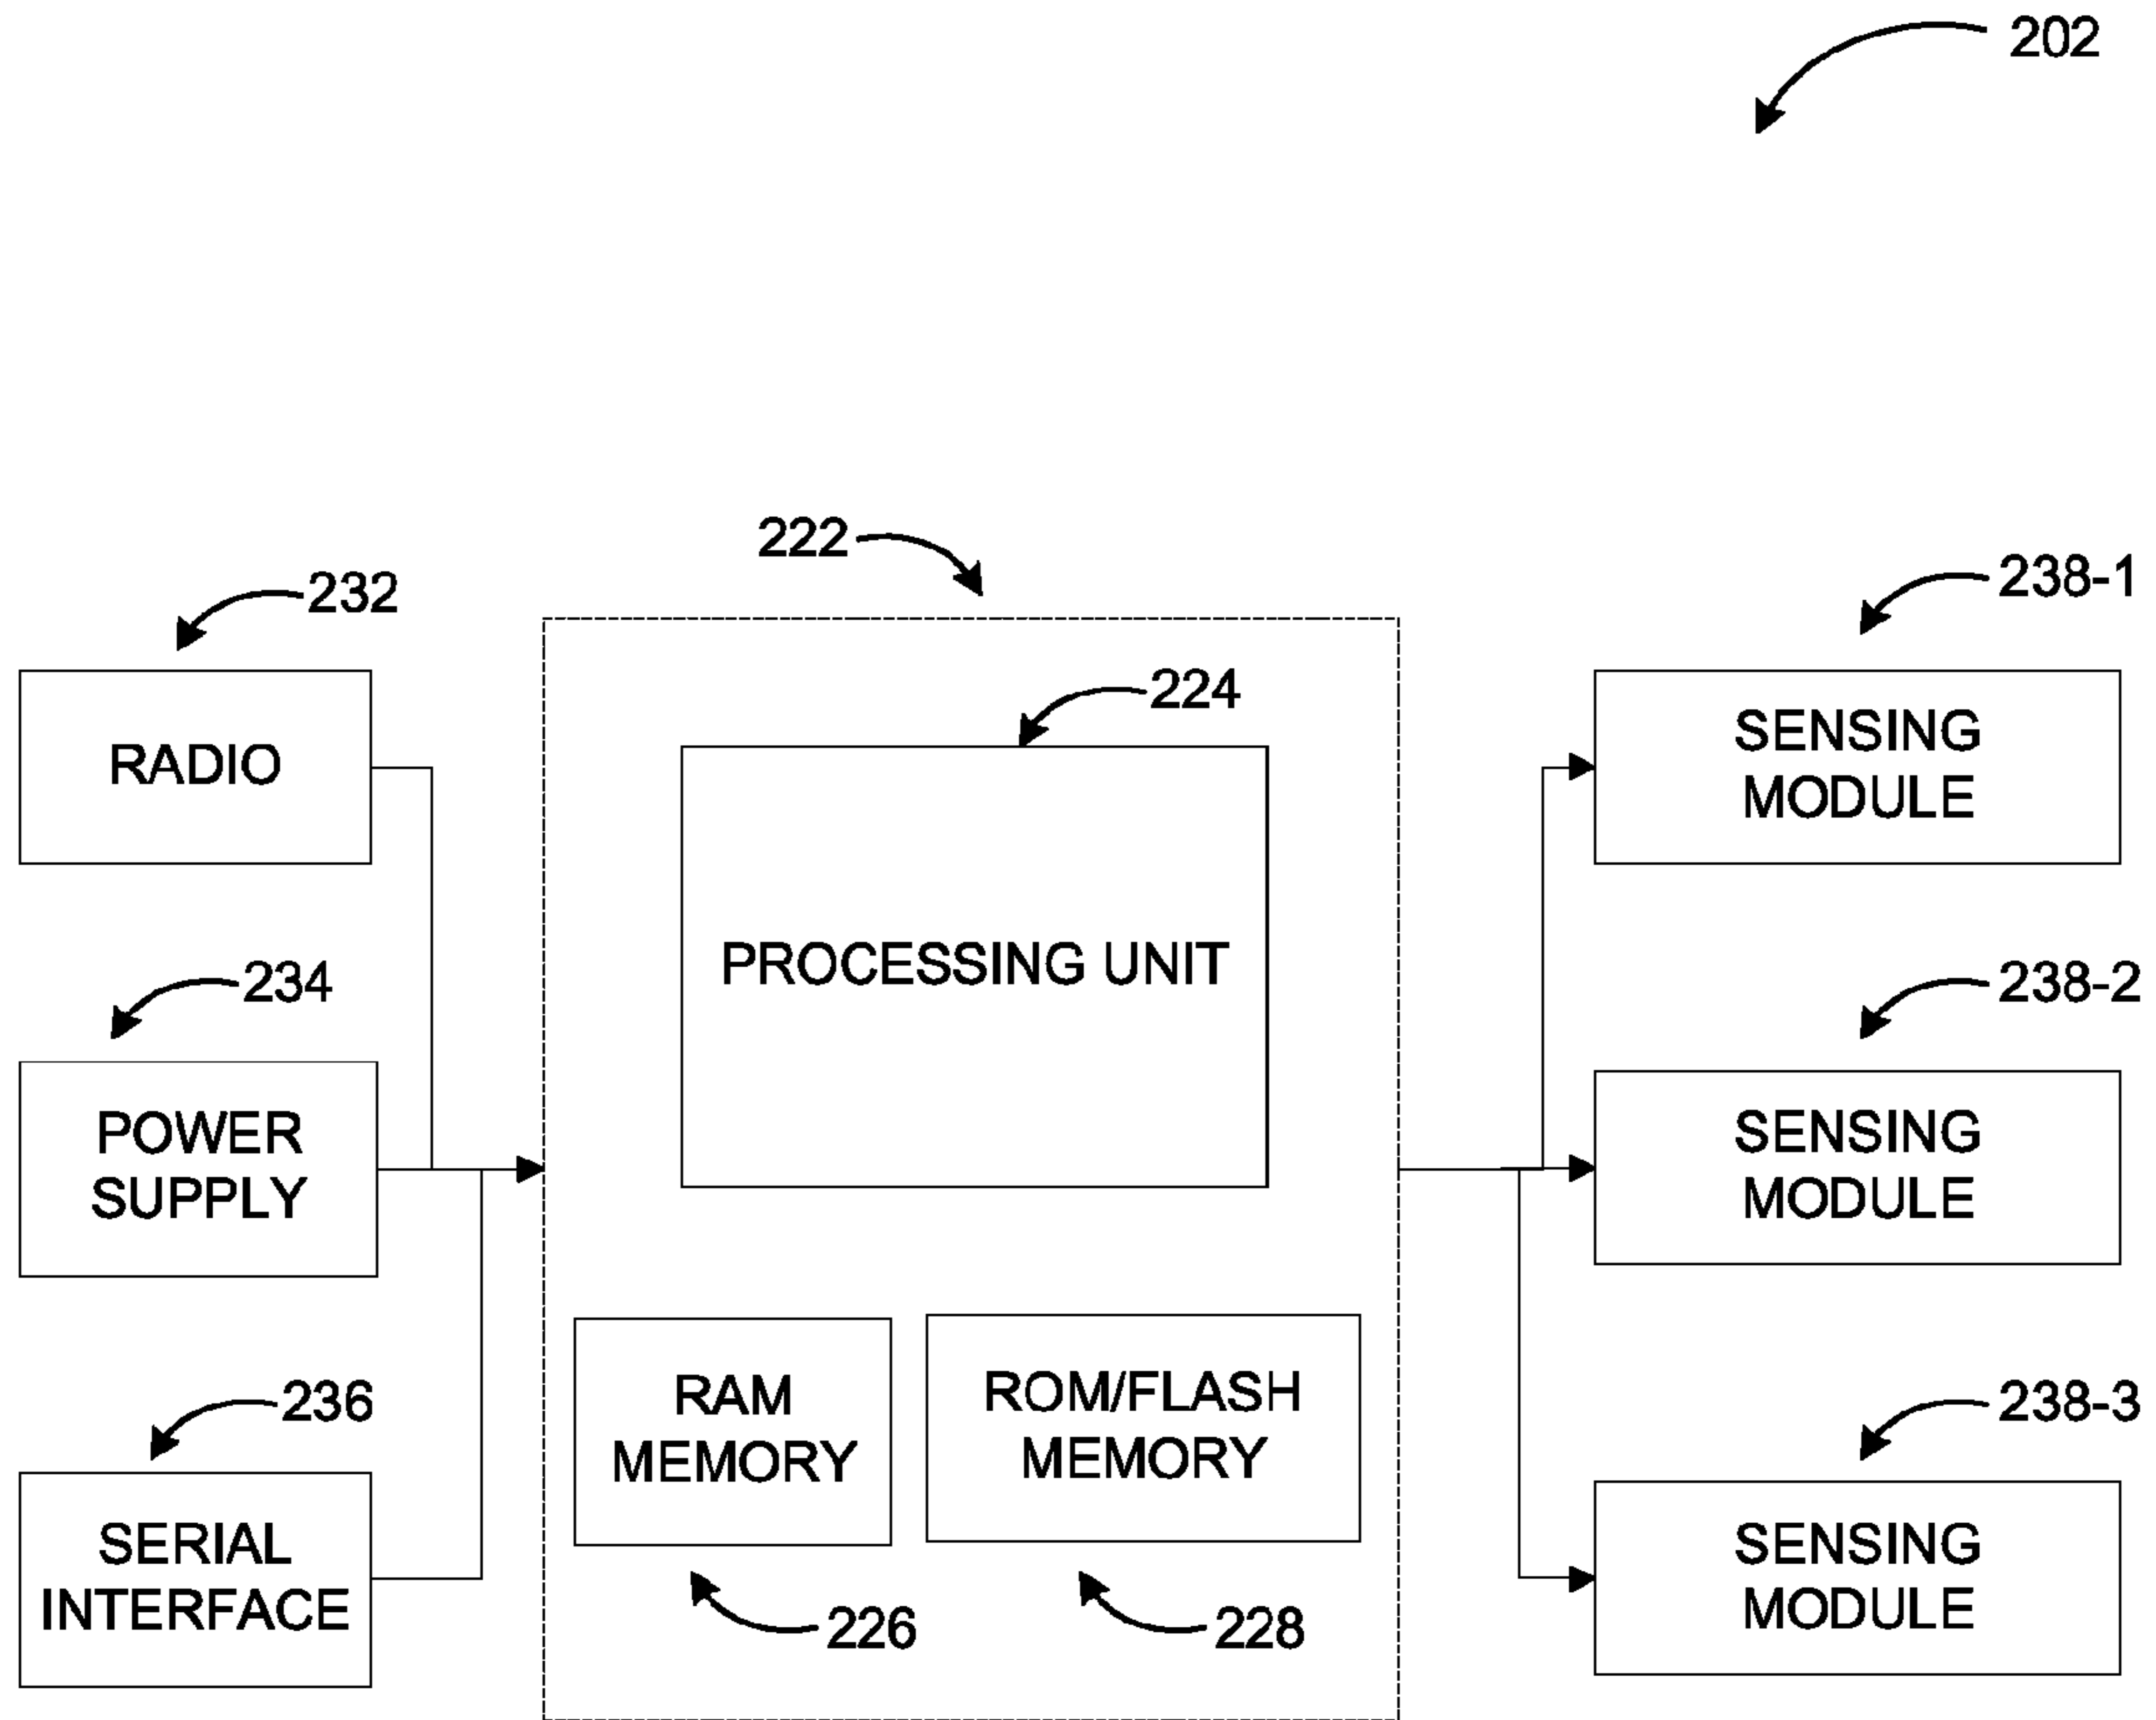 202
222
232
238-1
224
RADIO
SENSING
MODULE
PROCESSING UNIT
234
238-2
POWER
SUPPLY
SENSING
MODULE
236
238-3
RAM
MEMORY
ROM/FLASH
MEMORY
SERIAL
INTERFACE
SENSING
MODULE
226
228